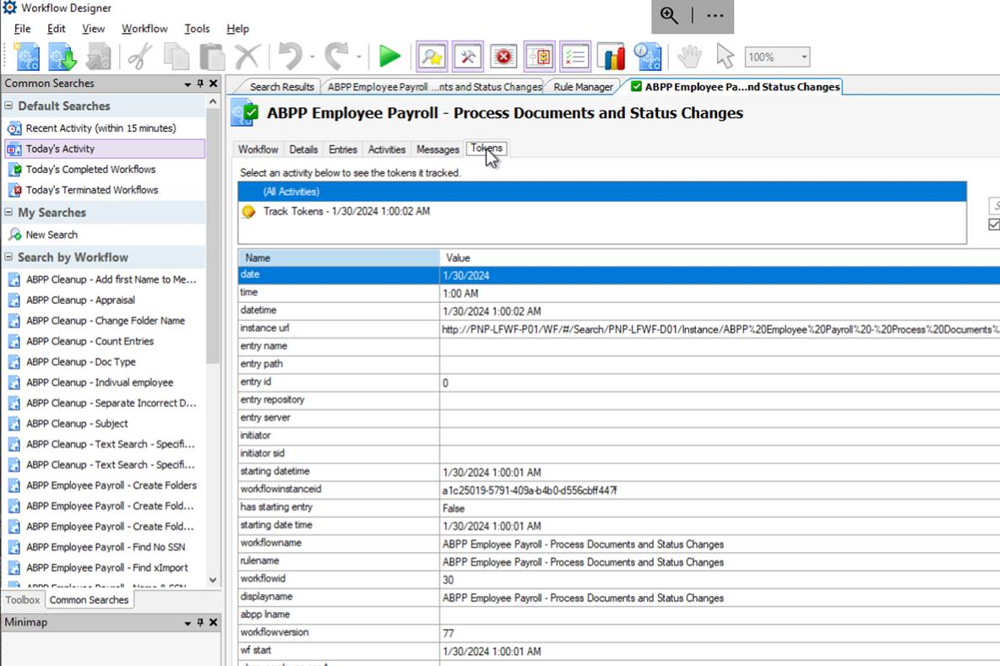 Workflow Designer
File Edit View Workflow Tools Help
100%
Common Searches
Default Searches
Recent Activity (within 15 minutes)
Today's Activity
Today's Completed Workflows
Today's Terminated Workflows
My Searches
New Search
Search by Workflow
ABPP Cleanup - Add first Name to Me...
ABPP Cleanup - Appraisal
ABPP Cleanup - Change Folder Name
ABPP Cleanup - Count Entries
ABPP Cleanup - Doc Type
ABPP Cleanup - Indivual employee
ABPP Cleanup - Separate Incorrect D...
ABPP Cleanup - Subject
ABPP Cleanup - Text Search - Specifi...
ABPP Cleanup - Text Search - Specifi...
ABPP Employee Payroll - Create Folders
ABPP Employee Payroll - Create Fold...
ABPP Employee Payroll - Create Fold...
ABPP Employee Payroll - Find No SSN
ABPP Employee Payroll - Find xImport
ABPP Employee Payroll - Name & SSN
Toolbox Common Searches
Minimap
Search Results ABPP Employee Payroll ...nts and Status Changes Rule Manager ABPP Employee Pa...nd Status Changes
ABPP Employee Payroll - Process Documents and Status Changes
Workflow Details Entries Activities Messages Tokens
Select an activity below to see the tokens it tracked.
(All Activities)
Track Tokens - 1/30/2024 1:00:02 AM
Name Value
date 1/30/2024
time 1:00 AM
datetime 1/30/2024 1:00:02 AM
instance url http://PNP-LFWF-P01/WF/#/Search/PNP-LFWF-D01/Instance/ABPP%20Employee%20Payroll%20-%20Process%20Documents%
entry name
entry path
entry id 0
entry repository
entry server
initiator
initiator sid
starting datetime 1/30/2024 1:00:01 AM
workflowinstanceid a1c25019-5791-409a-b4b0-d556cbff447f
has starting entry False
starting date time 1/30/2024 1:00:01 AM
workflowname ABPP Employee Payroll - Process Documents and Status Changes
rulename ABPP Employee Payroll - Process Documents and Status Changes
workflowid 30
displayname ABPP Employee Payroll - Process Documents and Status Changes
abpp lname
workflowversion 77
wf start 1/30/2024 1:00:01 AM